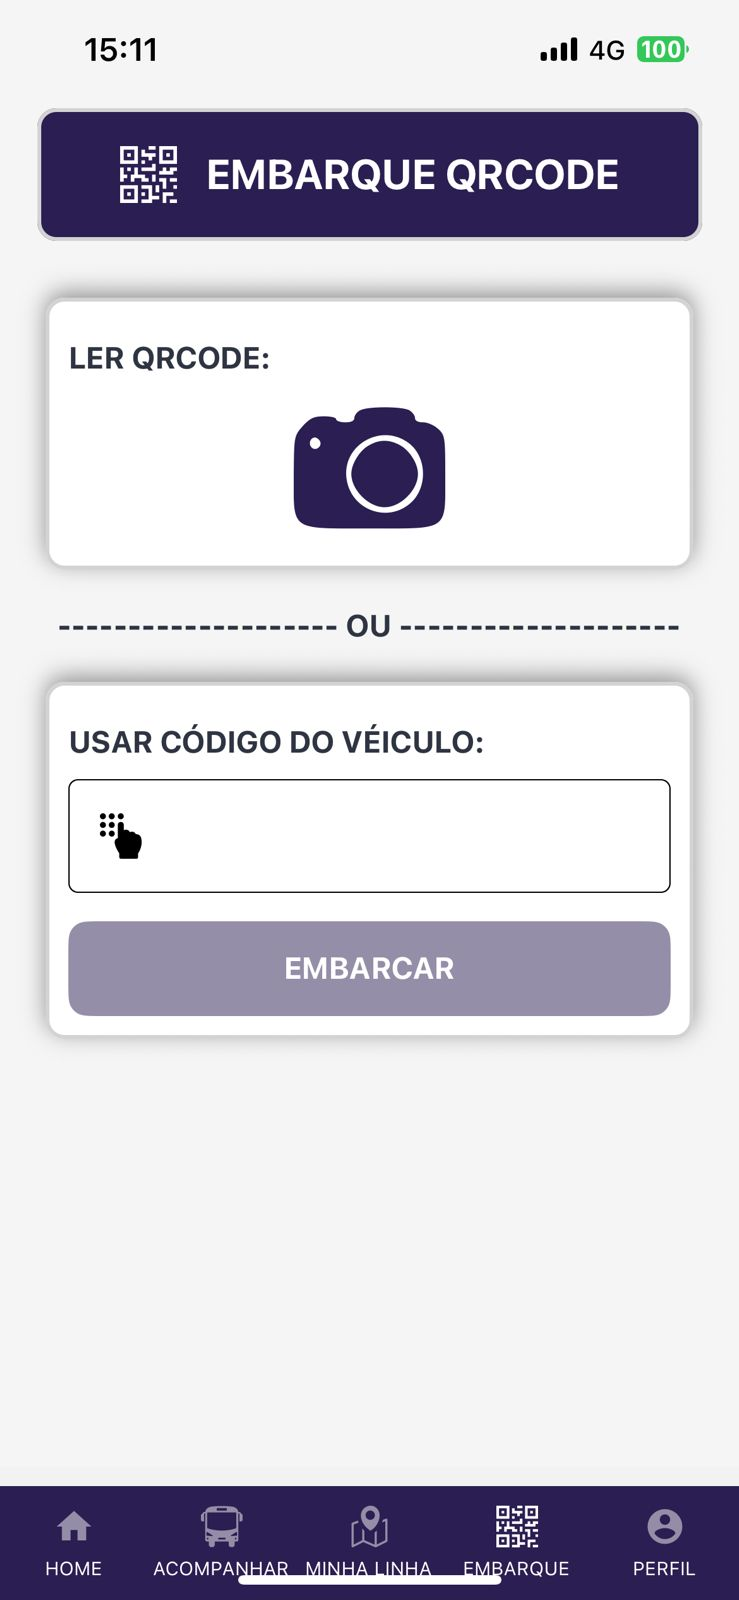 15:11
4G 100
EMBARQUE QRCODE
LER QRCODE:
-------------------- OU --------------------
USAR CÓDIGO DO VÉICULO:
EMBARCAR
HOME ACOMPANHAR MINHA LINHA EMBARQUE PERFIL